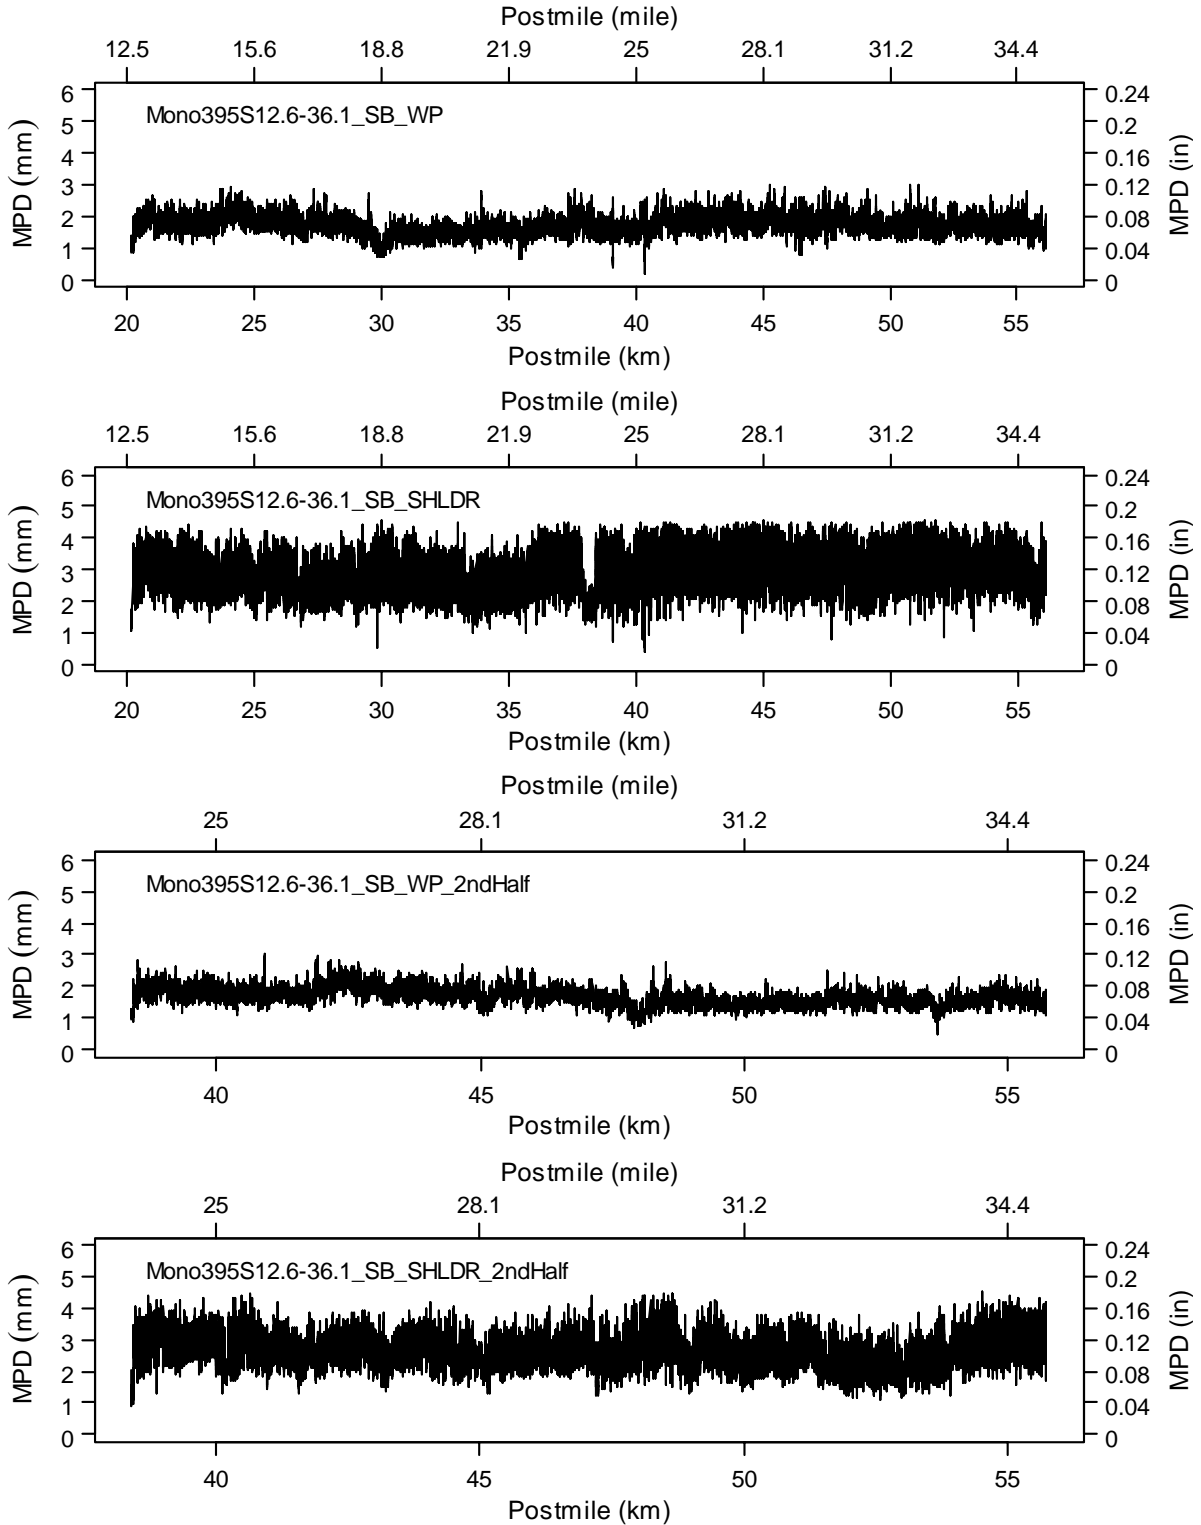 Postmile (mile)
12.5 15.6 18.8 21.9 25 28.1 31.2 34.4
Mono395S12.6-36.1_SB_WP
MPD (mm)
6
5
4
3
2
1
0
0.24
0.2
0.16
0.12
0.08
0.04
0
MPD (in)
20 25 30 35 40 45 50 55
Postmile (km)
Postmile (mile)
12.5 15.6 18.8 21.9 25 28.1 31.2 34.4
Mono395S12.6-36.1_SB_SHLDR
MPD (mm)
6
5
4
3
2
1
0
0.24
0.2
0.16
0.12
0.08
0.04
0
MPD (in)
20 25 30 35 40 45 50 55
Postmile (km)
Postmile (mile)
25 28.1 31.2 34.4
Mono395S12.6-36.1_SB_WP_2ndHalf
MPD (mm)
6
5
4
3
2
1
0
0.24
0.2
0.16
0.12
0.08
0.04
0
MPD (in)
40 45 50 55
Postmile (km)
Postmile (mile)
25 28.1 31.2 34.4
Mono395S12.6-36.1_SB_SHLDR_2ndHalf
MPD (mm)
6
5
4
3
2
1
0
0.24
0.2
0.16
0.12
0.08
0.04
0
MPD (in)
40 45 50 55
Postmile (km)